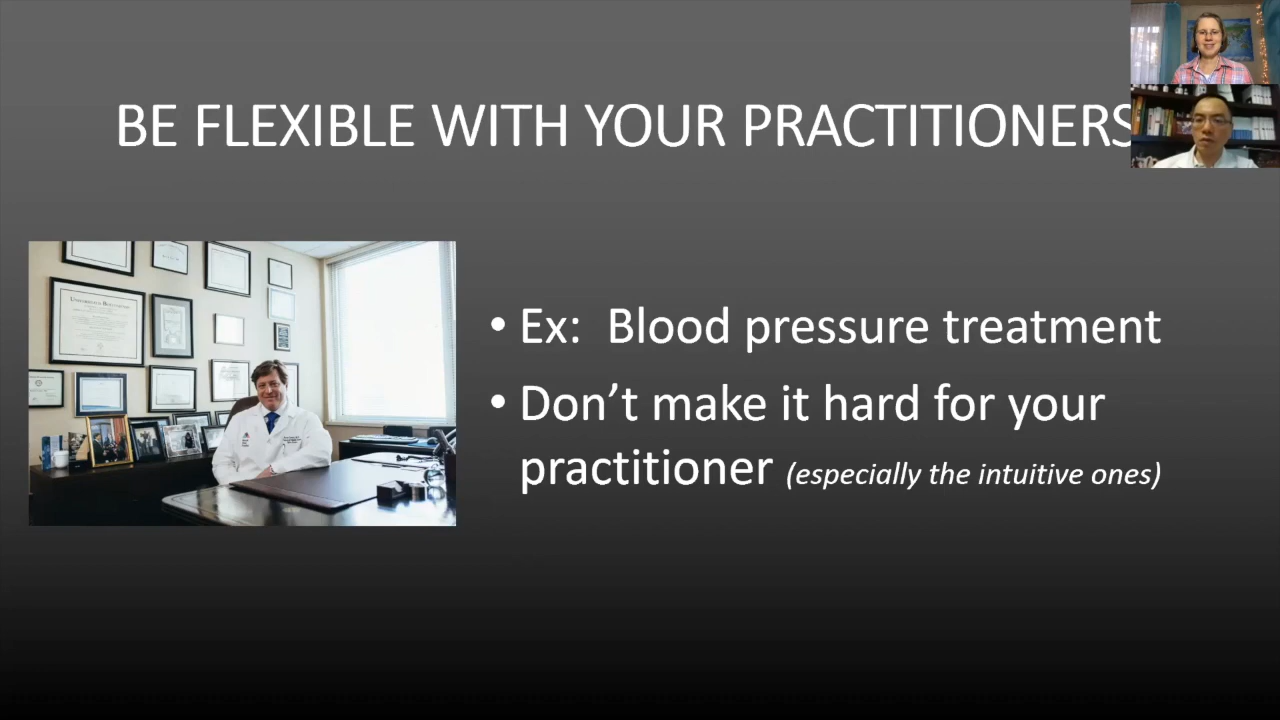 BE FLEXIBLE WITH YOUR PRACTITIONERS
• Ex: Blood pressure treatment
• Don’t make it hard for your
practitioner (especially the intuitive ones)